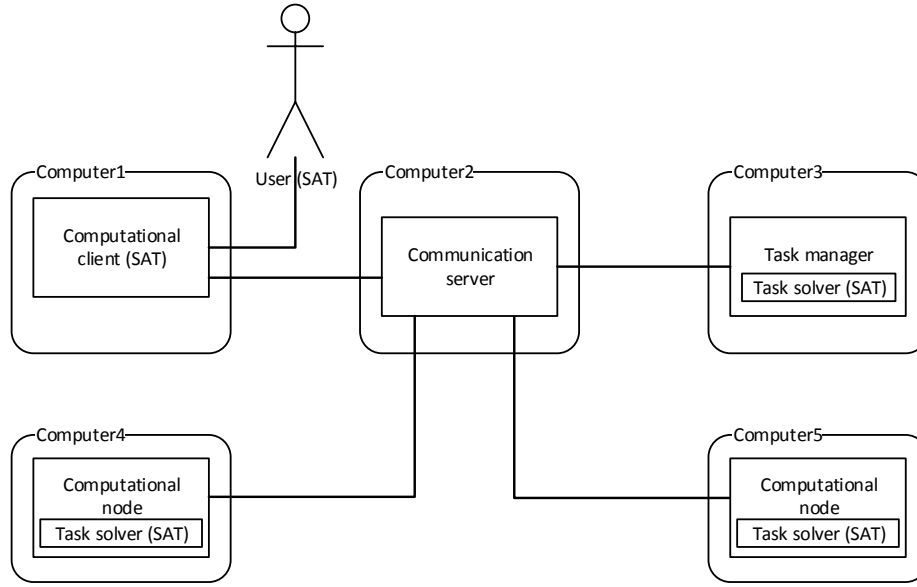 User (SAT)
Computer1
Computational
client (SAT)
Computer2
Communication
server
Computer3
Task manager
Task solver (SAT)
Computer4
Computational
node
Task solver (SAT)
Computer5
Computational
node
Task solver (SAT)